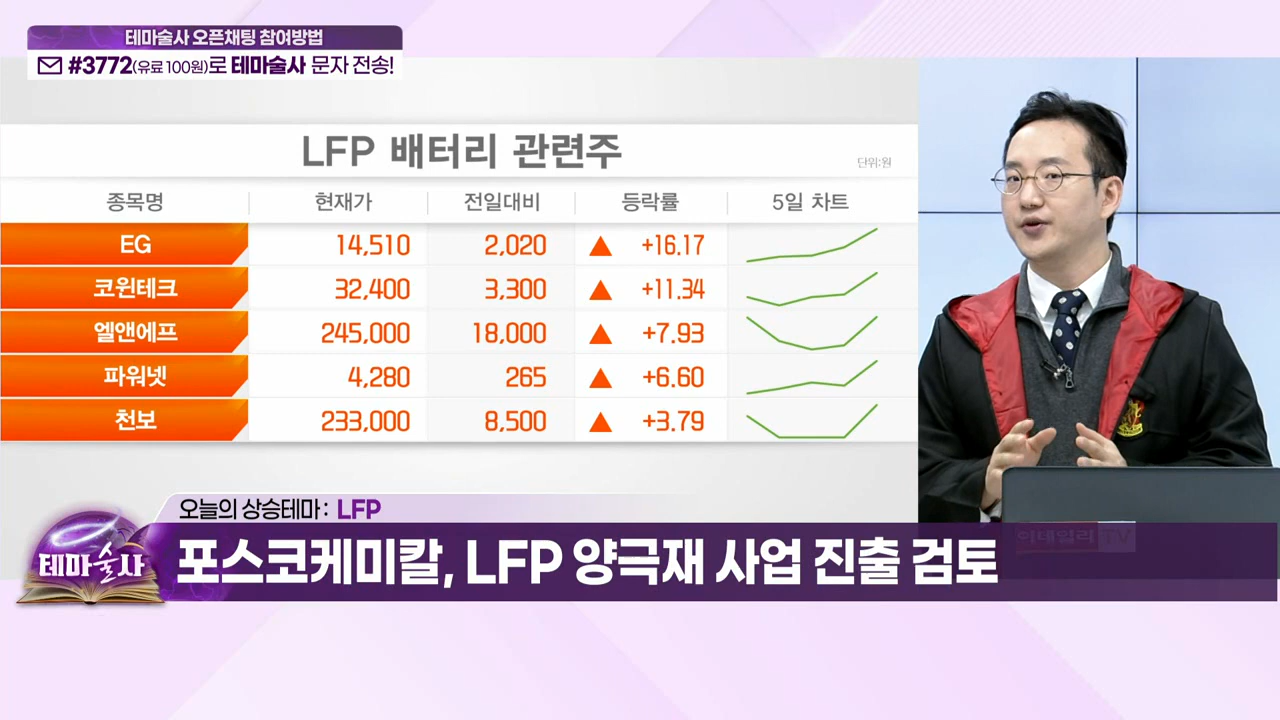 테마술사 오픈채팅 참여방법
#3772(유료 100원)로 테마술사 문자 전송!
LFP 배터리 관련주
단위:원
종목명 현재가 전일대비 등락률 5일 차트
EG 14,510 2,020 ▲ +16.17
코윈테크 32,400 3,300 ▲ +11.34
엘앤에프 245,000 18,000 ▲ +7.93
파워넷 4,280 265 ▲ +6.60
천보 233,000 8,500 ▲ +3.79
오늘의 상승테마 : LFP
테마술사
포스코케미칼, LFP 양극재 사업 진출 검토
이데일리 TV